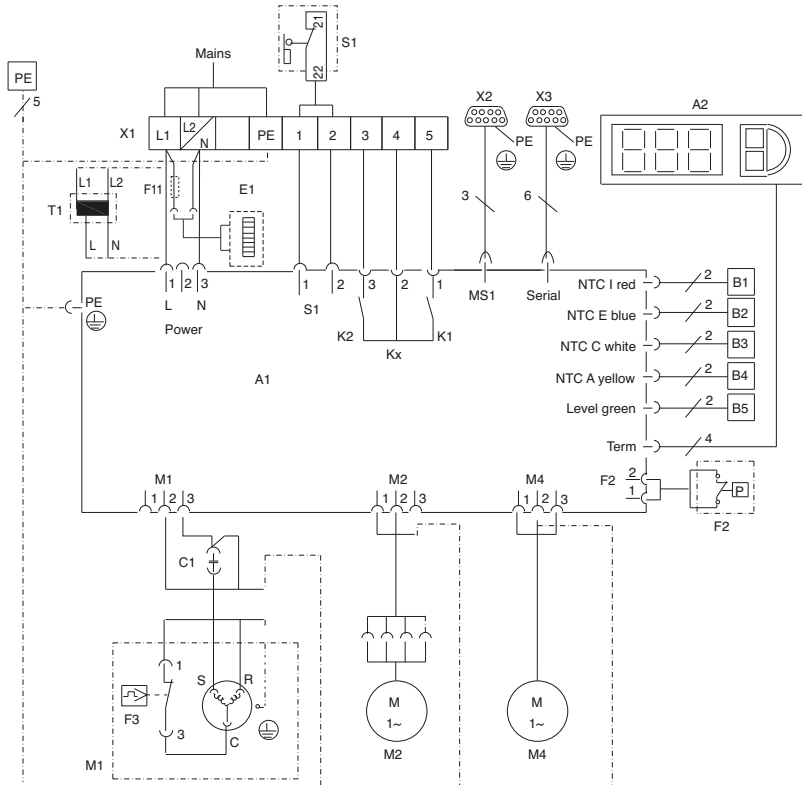 21
S1
22
Mains
PE
5
X2
X3
A2
X1 L1 L2 N PE 1 2 3 4 5
PE
PE
L1 L2
F11
E1
3
6
T1
L N
1 2 3
1 2
3 2 1
L N
Power
S1
K2
K1
Kx
MS1
Serial
PE
NTC I red 2 B1
NTC E blue 2 B2
NTC C white 2 B3
NTC A yellow 2 B4
Level green 2 B5
Term 4
A1
M1
1 2 3
M2
1 2 3
M4
1 2 3
F2
2
1
P
F2
C1
1
S R
F3
3
C
M1
M
1~
M2
M
1~
M4